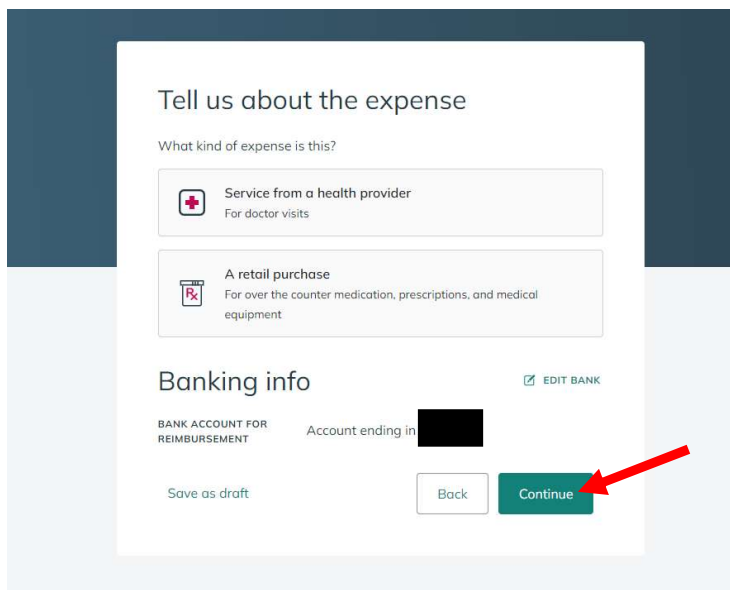 Tell us about the expense
What kind of expense is this?
Service from a health provider
For doctor visits
A retail purchase
Rx
For over the counter medication, prescriptions, and medical
equipment
Banking info
EDIT BANK
BANK ACCOUNT FOR
REIMBURSEMENT
Account ending in
Save as draft
Back
Continue